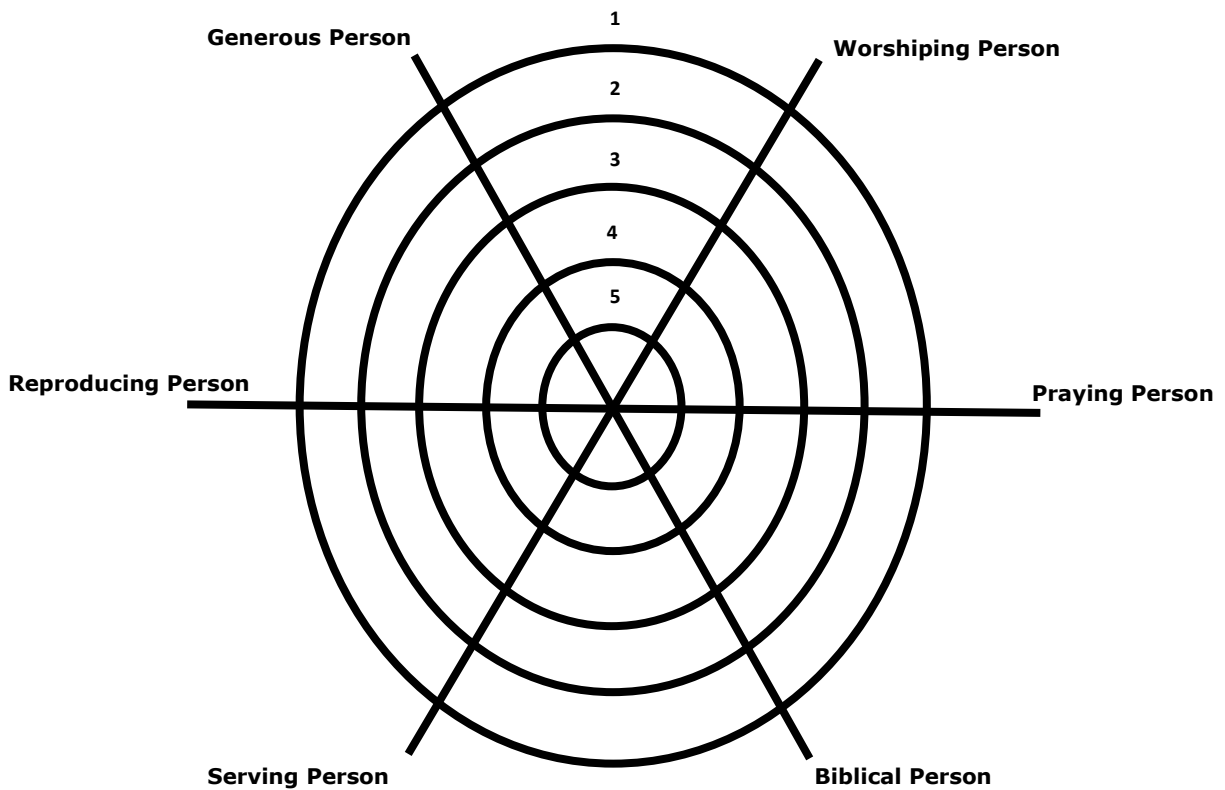 1
Generous Person
Worshiping Person
2
3
4
5
Reproducing Person
Praying Person
Serving Person
Biblical Person